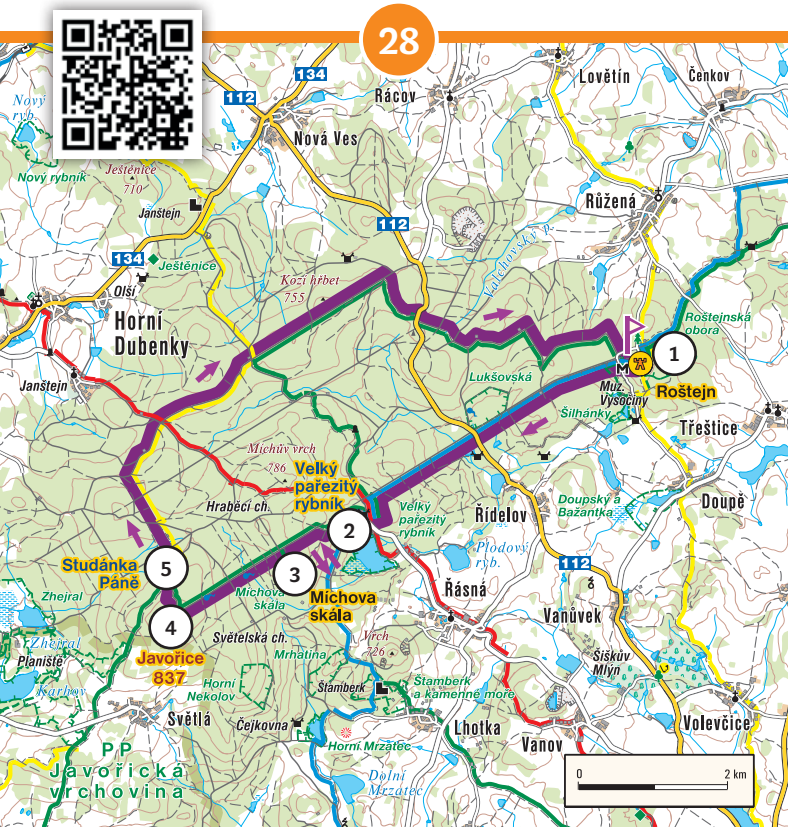 28
134
112
Rácov
Lovětín
Čenkov
Nový
ryb.
Nový rybník
Nová Ves
Ještěnice
710
Janštejn
Růžená
112
134
Ještěnice
Olší
Kozí hřbet
755
Valchovský p.
Horní
Dubenky
Roštejnská
obora
1
M
Muz.
Vysočiny
Roštejn
Lukšovská
Šilhánky
Janštejn
Třeštice
Míchův vrch
786
Velký
pařezitý
rybník
Hraběcí ch.
2
Velký
pařezitý
rybník
Řídelov
Doupský a
Bažantka
Doupě
Plodový
ryb.
112
5
Studánka
Páně
3
Míchova
skála
Míchova
skála
Řásná
Zhejral
4
Javořice
837
Světelská ch.
Vrch
726
Vanůvek
Zhejral
Planiště
Karhov
Mrhatina
Horní
Nekolov
Štamberk
Štamberk
a kamenné moře
Šiškův
Mlýn
Světlá
Čejkovna
Lhotka
Volevčice
Horní Mrzatec
Vanov
PP
Javořická
vrchovina
Dolní
Mrzatec
0
2 km